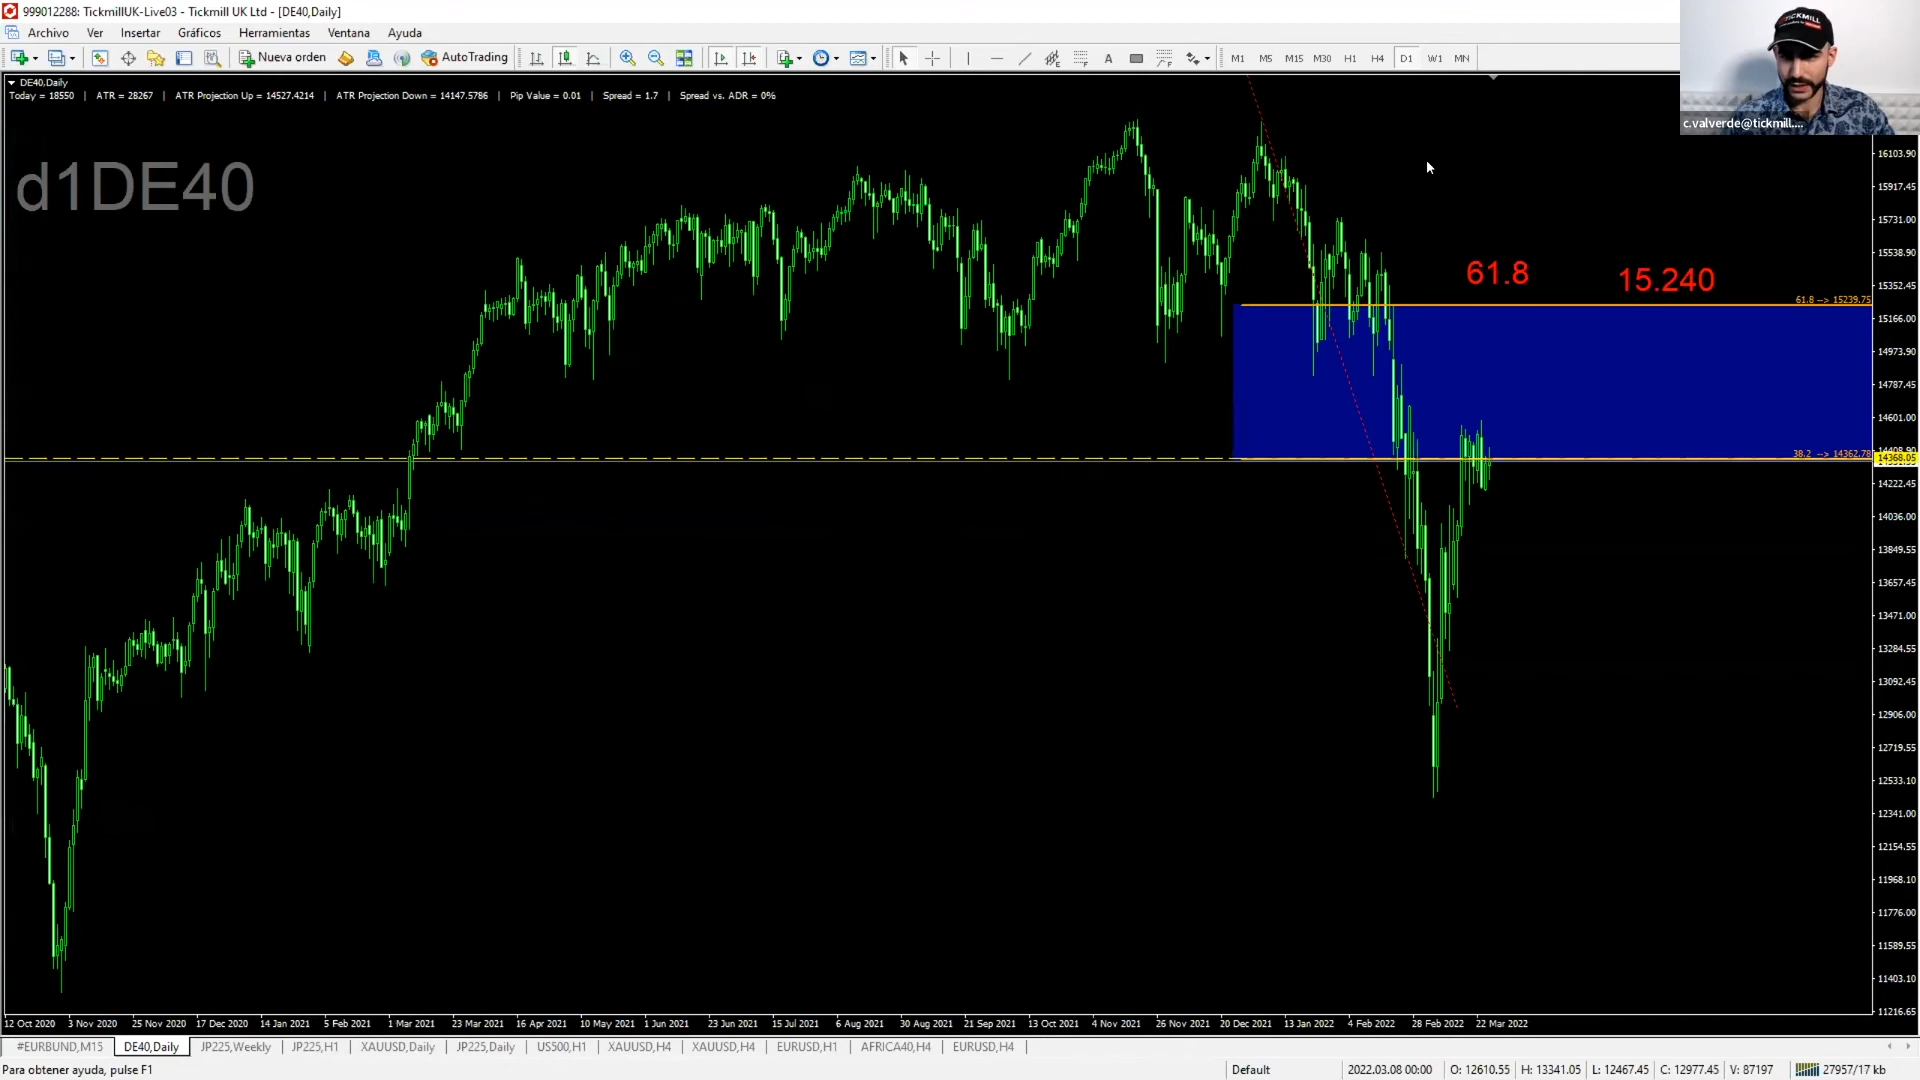 999012288: TickmillUK-Live03 - Tickmill UK Ltd - [DE40,Daily]
Archivo Ver Insertar Gráficos Herramientas Ventana Ayuda
Nueva orden AutoTrading A M1 M5 M15 M30 H1 H4 D1 W1 MN
TICKMILL
c.valverde@tickmill....
DE40,Daily
Today = 18550 | ATR = 28267 | ATR Projection Up = 14527.4214 | ATR Projection Down = 14147.5786 | Pip Value = 0.01 | Spread = 1.7 | Spread vs. ADR = 0%
d1DE40
61.8 15.240
61.8 --> 15239.75
38.2 --> 14362.78
16103.90
15917.45
15731.00
15538.90
15352.45
15166.00
14973.90
14787.45
14601.00
14408.90
14368.05
14222.45
14036.00
13849.55
13657.45
13471.00
13284.55
13092.45
12906.00
12719.55
12533.10
12341.00
12154.55
11968.10
11776.00
11589.55
11403.10
11216.65
12 Oct 2020 3 Nov 2020 25 Nov 2020 17 Dec 2020 14 Jan 2021 5 Feb 2021 1 Mar 2021 23 Mar 2021 16 Apr 2021 10 May 2021 1 Jun 2021 23 Jun 2021 15 Jul 2021 6 Aug 2021 30 Aug 2021 21 Sep 2021 13 Oct 2021 4 Nov 2021 26 Nov 2021 20 Dec 2021 13 Jan 2022 4 Feb 2022 28 Feb 2022 22 Mar 2022
#EURBUND,M15 DE40,Daily JP225,Weekly JP225,H1 XAUUSD,Daily JP225,Daily US500,H1 XAUUSD,H4 XAUUSD,H4 EURUSD,H1 AFRICA40,H4 EURUSD,H4
Para obtener ayuda, pulse F1 Default 2022.03.08 00:00 O: 12610.55 H: 13341.05 L: 12467.45 C: 12977.45 V: 87197 27957/17 kb